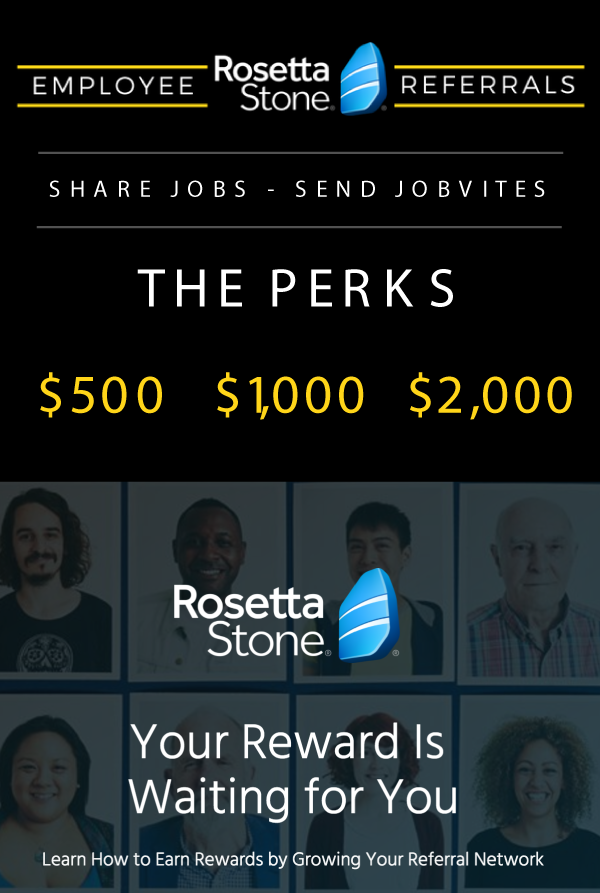 EMPLOYEE Rosetta Stone® REFERRALS
SHARE JOBS - SEND JOBVITES
THE PERKS
$500 $1,000 $2,000
Rosetta
Stone®
Your Reward Is
Waiting for You
Learn How to Earn Rewards by Growing Your Referral Network